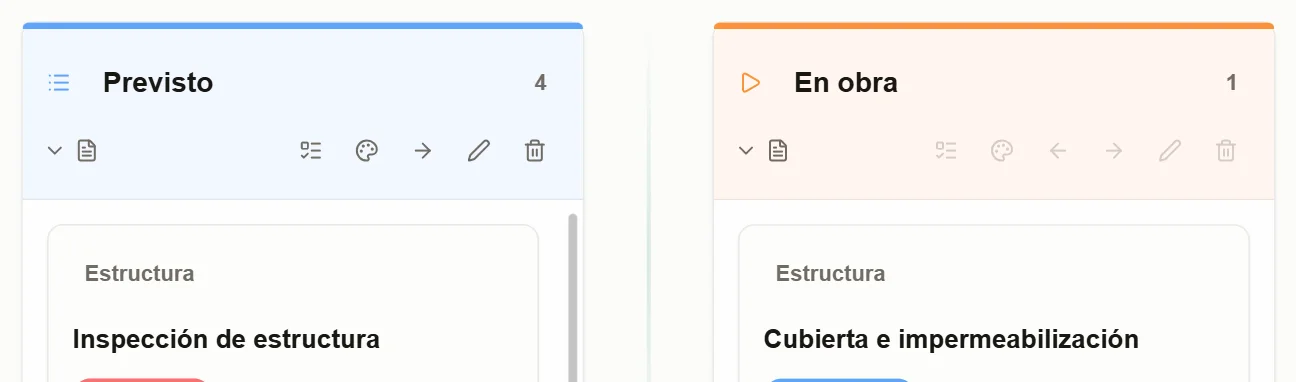 Previsto 4
Estructura
Inspección de estructura
En obra 1
Estructura
Cubierta e impermeabilización